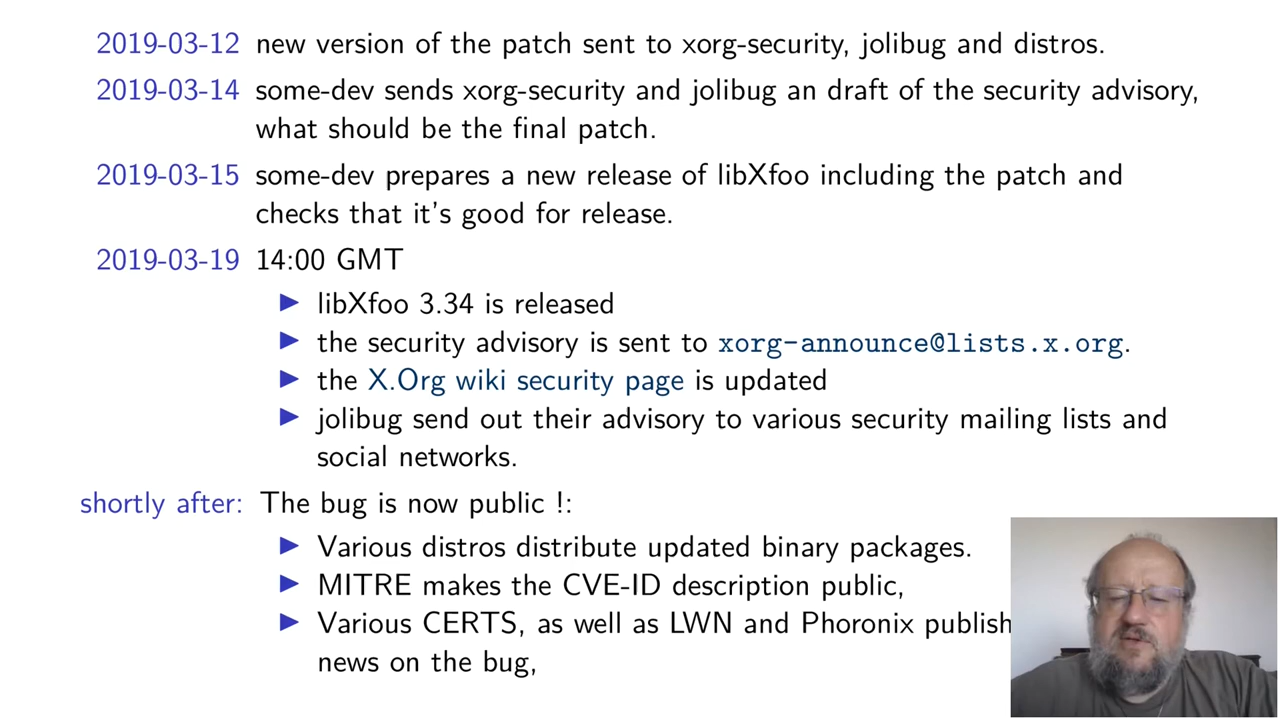 2019-03-12 new version of the patch sent to xorg-security, jolibug and distros.
2019-03-14 some-dev sends xorg-security and jolibug an draft of the security advisory,
what should be the final patch.
2019-03-15 some-dev prepares a new release of libXfoo including the patch and
checks that it's good for release.
2019-03-19 14:00 GMT
▶ libXfoo 3.34 is released
▶ the security advisory is sent to xorg-announce@lists.x.org.
▶ the X.Org wiki security page is updated
▶ jolibug send out their advisory to various security mailing lists and
social networks.
shortly after: The bug is now public !:
▶ Various distros distribute updated binary packages.
▶ MITRE makes the CVE-ID description public,
▶ Various CERTS, as well as LWN and Phoronix publish
news on the bug,